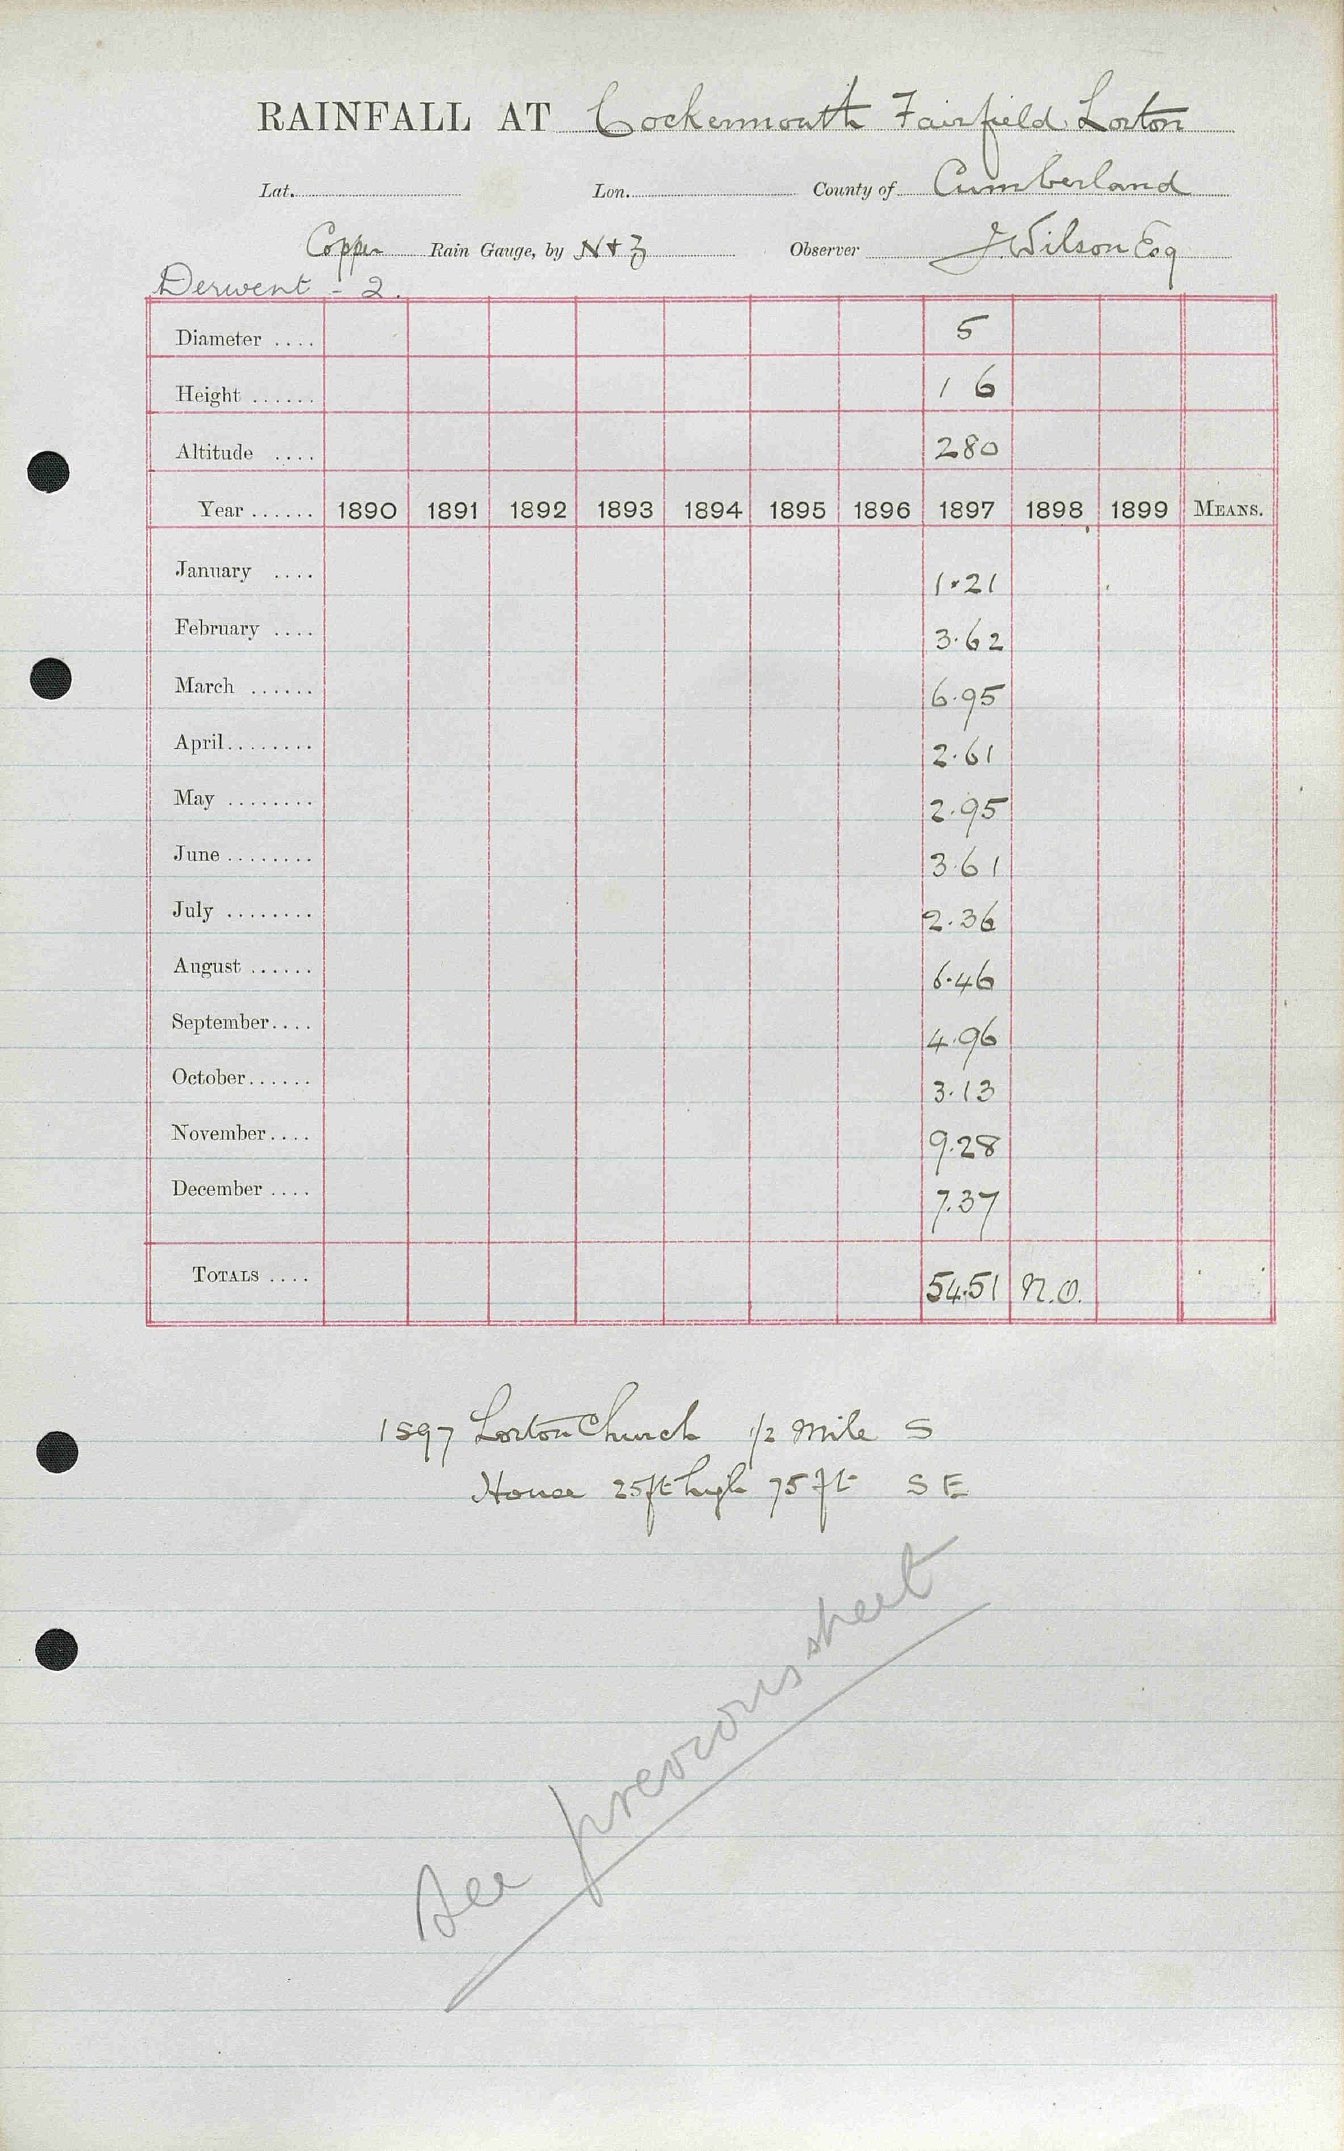 RAINFALL AT Cockermouth Fairfield Lorton
Lat. Lon. County of Cumberland
Copper Rain Gauge, by N+Z Observer J. Wilson Esq
Derwent - 2.
Diameter .... 5
Height ...... 1 6
Altitude .... 280
Year ...... 1890 1891 1892 1893 1894 1895 1896 1897 1898 1899 MEANS.
January .... 1.21
February .... 3.62
March ...... 6.95
April ........ 2.61
May ........ 2.95
June ........ 3.61
July ........ 2.36
August ...... 6.46
September .... 4.96
October ...... 3.13
November .... 9.28
December .... 7.37
TOTALS .... 54.51 N.O.
1897 Lorton Church 1/2 Mile S
House 25ft high 75 ft SE
See previous sheet